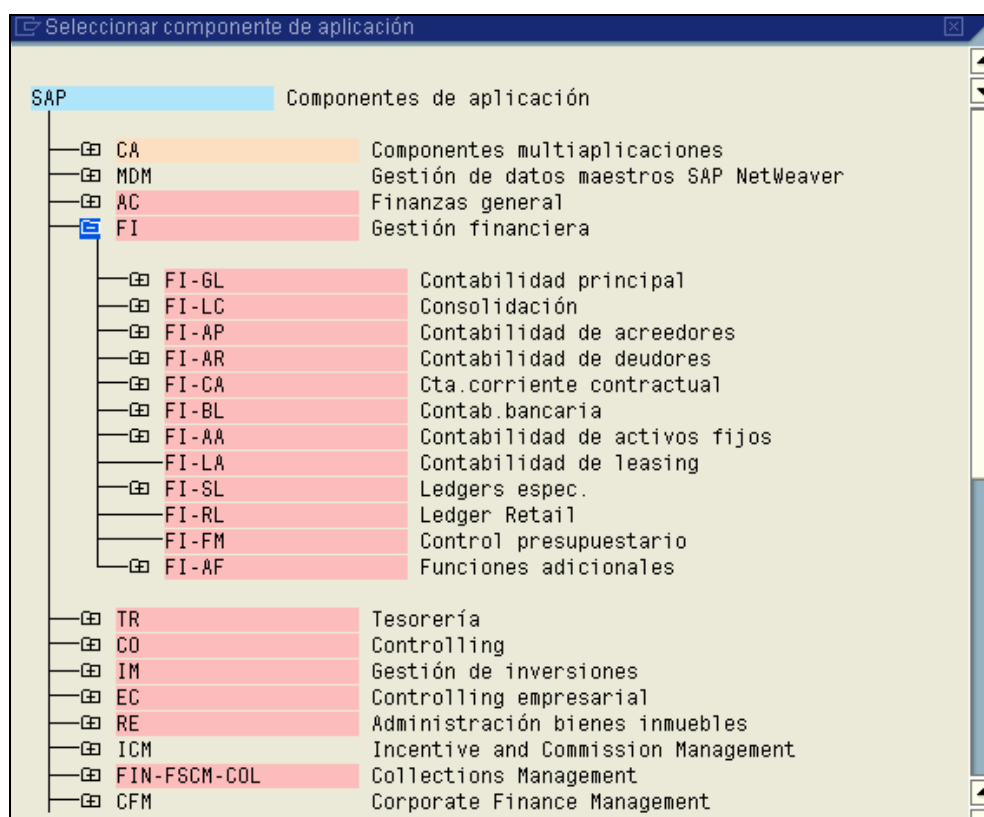 Seleccionar componente de aplicación
SAP Componentes de aplicación
CA Componentes multiaplicaciones
MDM Gestión de datos maestros SAP NetWeaver
AC Finanzas general
FI Gestión financiera
FI-GL Contabilidad principal
FI-LC Consolidación
FI-AP Contabilidad de acreedores
FI-AR Contabilidad de deudores
FI-CA Cta.corriente contractual
FI-BL Contab.bancaria
FI-AA Contabilidad de activos fijos
FI-LA Contabilidad de leasing
FI-SL Ledgers espec.
FI-RL Ledger Retail
FI-FM Control presupuestario
FI-AF Funciones adicionales
TR Tesorería
CO Controlling
IM Gestión de inversiones
EC Controlling empresarial
RE Administración bienes inmuebles
ICM Incentive and Commission Management
FIN-FSCM-COL Collections Management
CFM Corporate Finance Management